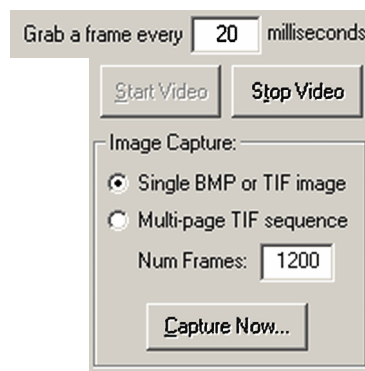 Grab a frame every 20 milliseconds
Start Video Stop Video
Image Capture:
Single BMP or TIF image
Multi-page TIF sequence
Num Frames: 1200
Capture Now...